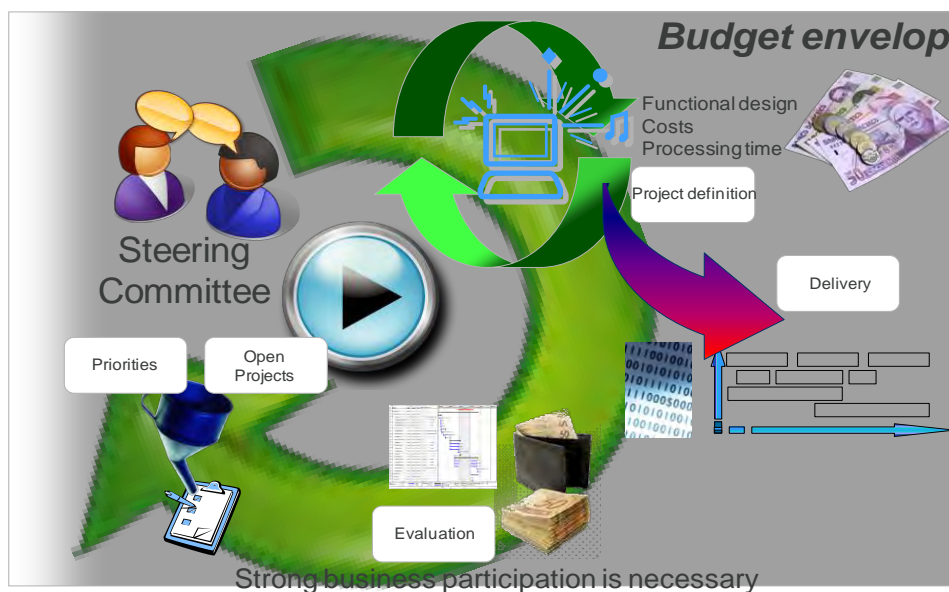 Budget envelop
Functional design
Costs
Processing time
Project definition
Steering
Committee
Delivery
Priorities
Open
Projects
Evaluation
Strong business participation is necessary